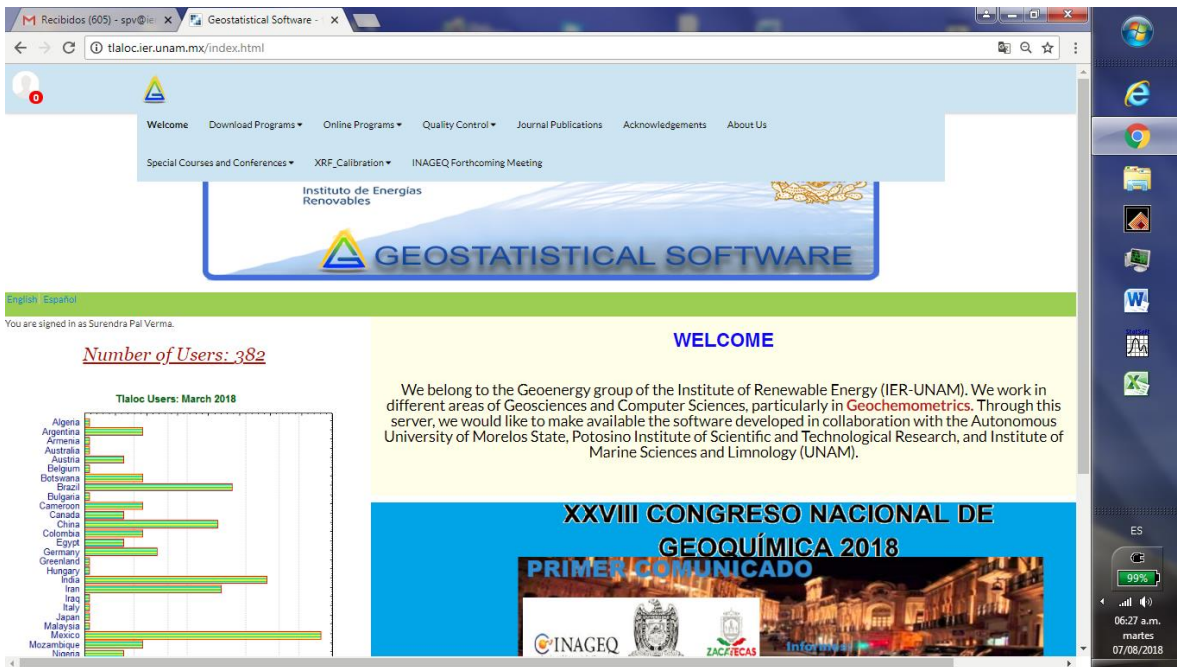 Recibidos (605) - spv@ie
Geostatistical Software -
tlaloc.ier.unam.mx/index.html
0
Welcome Download Programs Online Programs Quality Control Journal Publications Acknowledgements About Us
Special Courses and Conferences XRF_Calibration INAGEQ Forthcoming Meeting
Instituto de Energías
Renovables
GEOSTATISTICAL SOFTWARE
English Español
You are signed in as Surendra Pal Verma.
Number of Users: 382
Tlaloc Users: March 2018
Algeria
Argentina
Armenia
Australia
Austria
Belgium
Botswana
Brazil
Bulgaria
Cameroon
Canada
China
Colombia
Egypt
Germany
Greenland
Hungary
India
Iran
Iraq
Italy
Japan
Malaysia
Mexico
Mozambique
Nigeria
WELCOME
We belong to the Geoenergy group of the Institute of Renewable Energy (IER-UNAM). We work in
different areas of Geosciences and Computer Sciences, particularly in Geochemometrics. Through this
server, we would like to make available the software developed in collaboration with the Autonomous
University of Morelos State, Potosino Institute of Scientific and Technological Research, and Institute of
Marine Sciences and Limnology (UNAM).
XXVIII CONGRESO NACIONAL DE
GEOQUÍMICA 2018
PRIMER COMUNICADO
INAGEQ
ZACATECAS
Informes
StatSoft
ES
99%
06:27 a.m.
martes
07/08/2018